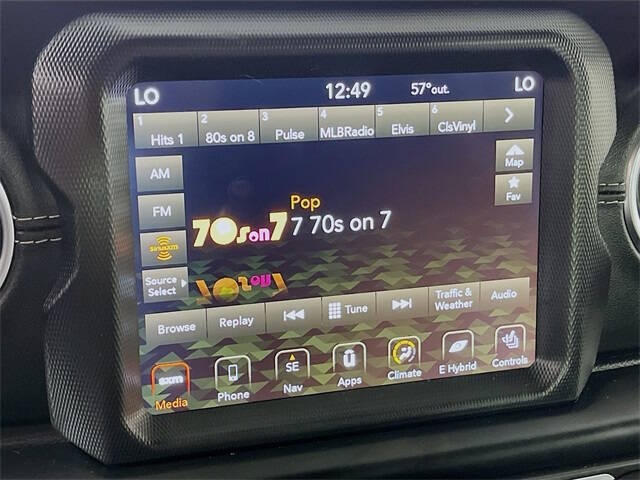 LO 12:49 57°out. LO
1 Hits 1 2 80s on 8 3 Pulse 4 MLBRadio 5 Elvis 6 ClsVinyl
AM
Map
FM
Fav
Pop
70s on 7 7 70s on 7
siriusxm
Source Select
Browse Replay Tune Traffic & Weather Audio
sxm SE
Media Phone Nav Apps Climate E Hybrid Controls